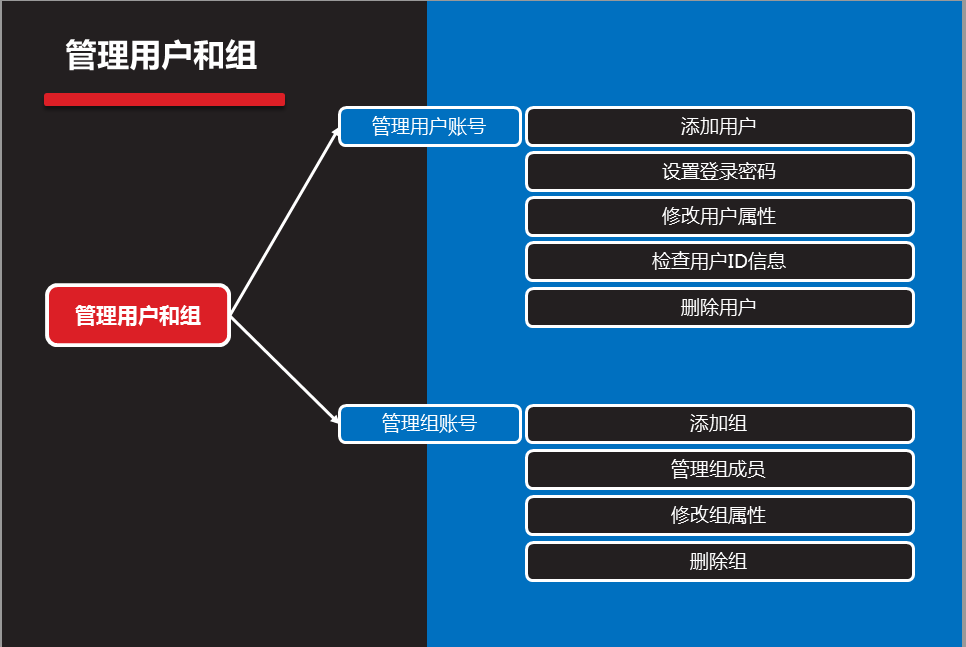 管理用户和组
管理用户账号
添加用户
设置登录密码
修改用户属性
检查用户ID信息
删除用户
管理用户和组
管理组账号
添加组
管理组成员
修改组属性
删除组